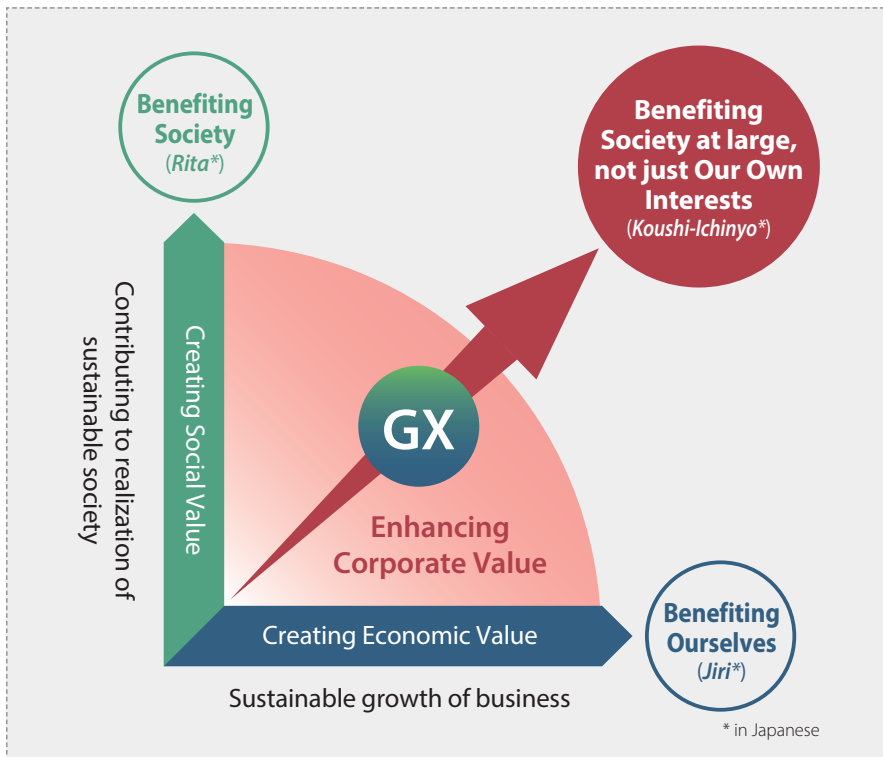 Benefiting
Society
(Rita*)
Benefiting
Society at large,
not just Our Own
Interests
(Koushi-Ichinyo*)
Contributing to realization of
sustainable society
Creating Social Value
GX
Enhancing
Corporate Value
Creating Economic Value
Sustainable growth of business
Benefiting
Ourselves
(Jiri*)
* in Japanese